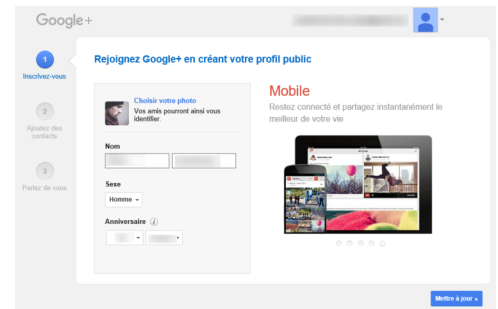 Google+
1
Rejoignez Google+ en créant votre profil public
Inscrivez-vous
2
Ajoutez des
contacts
3
Parlez de vous
Choisir votre photo
Vos amis pourront ainsi vous
identifier.
Nom
Sexe
Homme
Anniversaire
Mobile
Restez connecté et partagez instantanément le
meilleur de votre vie
Mettre à jour »